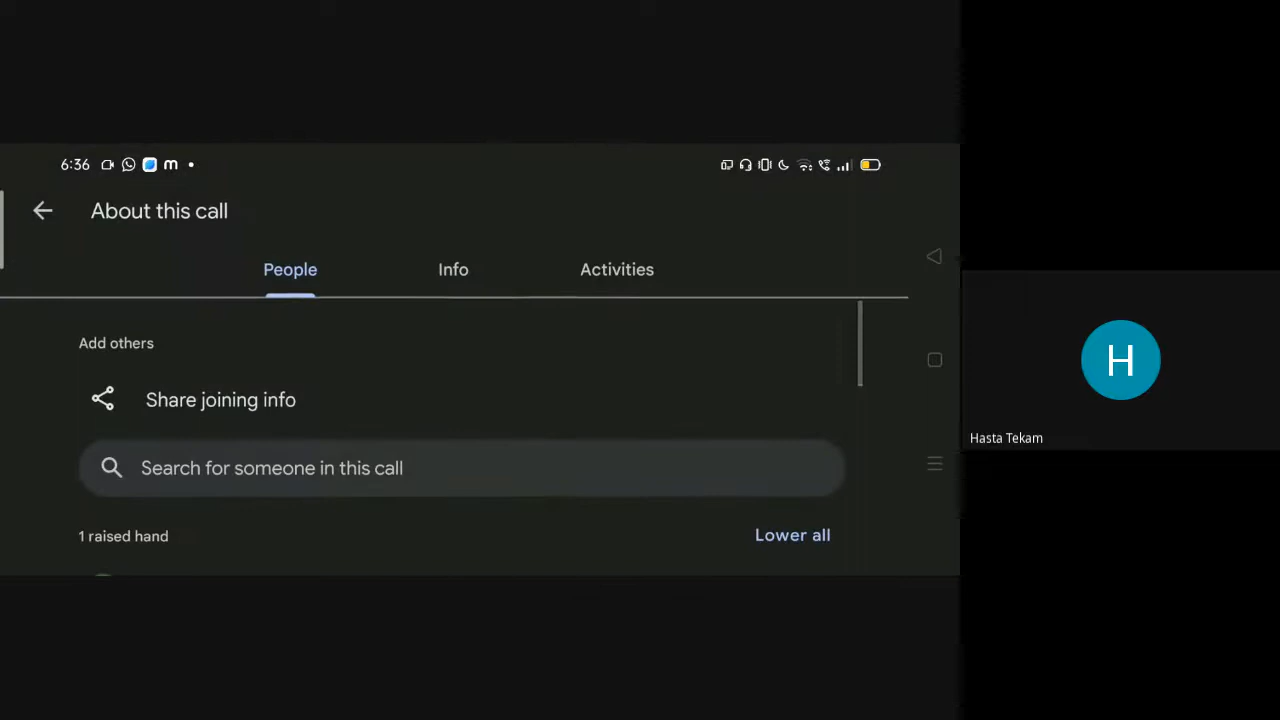 6:36
About this call
People Info Activities
Add others
Share joining info
Search for someone in this call
1 raised hand Lower all
H
Hasta Tekam